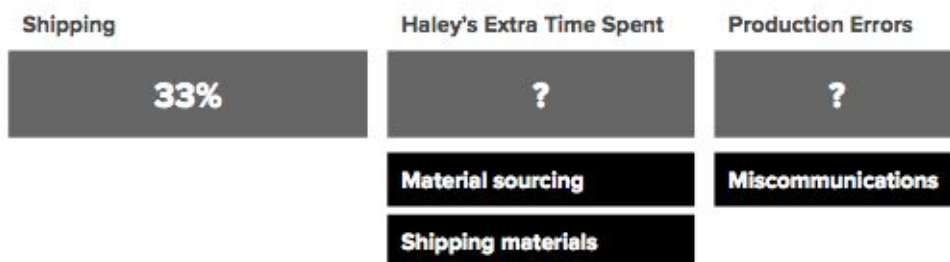 Shipping
Haley's Extra Time Spent
Production Errors
33%
?
?
Material sourcing
Miscommunications
Shipping materials